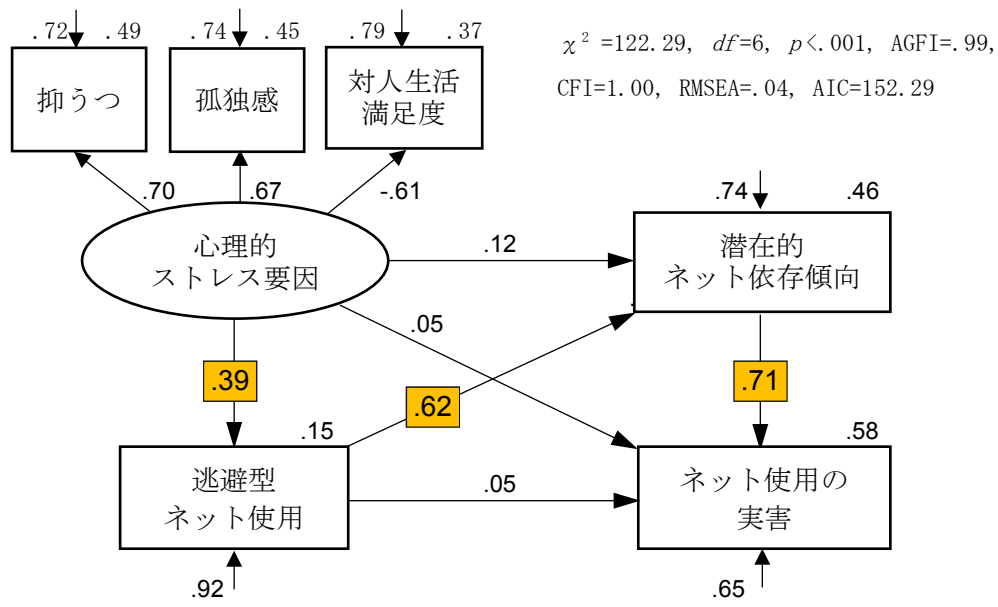 .72 .49 .74 .45 .79 .37
χ² =122.29, df=6, p<.001, AGFI=.99,
CFI=1.00, RMSEA=.04, AIC=152.29
抑うつ
孤独感
対人生活
満足度
.70 .67 -.61
.74 .46
心理的
ストレス要因
.12
潜在的
ネット依存傾向
.05
.39
.62
.71
.15
.58
逃避型
ネット使用
.05
ネット使用の
実害
.92
.65